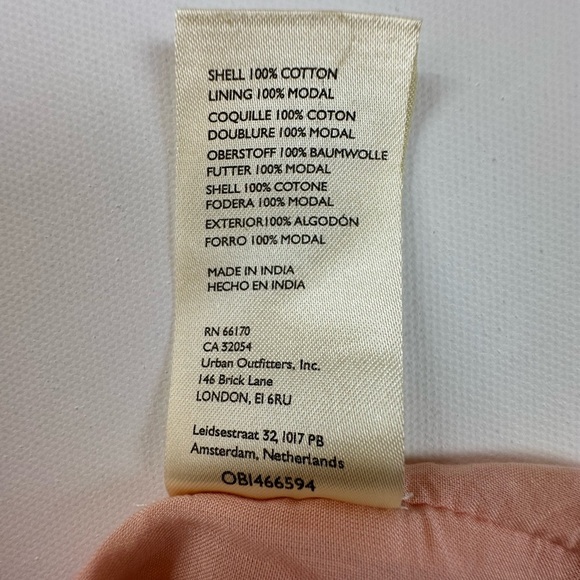 SHELL 100% COTTON
LINING 100% MODAL
COQUILLE 100% COTON
DOUBLURE 100% MODAL
OBERSTOFF 100% BAUMWOLLE
FUTTER 100% MODAL
SHELL 100% COTONE
FODERA 100% MODAL
EXTERIOR100% ALGODÓN
FORRO 100% MODAL
MADE IN INDIA
HECHO EN INDIA
RN 66170
CA 32054
Urban Outfitters, Inc.
146 Brick Lane
LONDON, E1 6RU
Leidsestraat 32, 1017 PB
Amsterdam, Netherlands
OB1466594